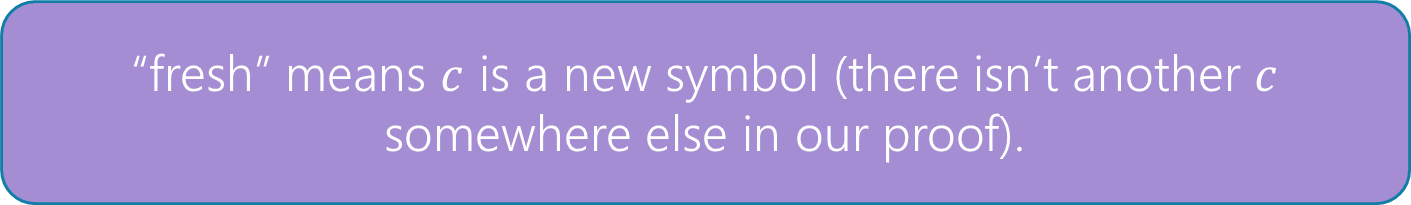 “fresh” means 𝑐 is a new symbol (there isn’t another 𝑐
somewhere else in our proof).